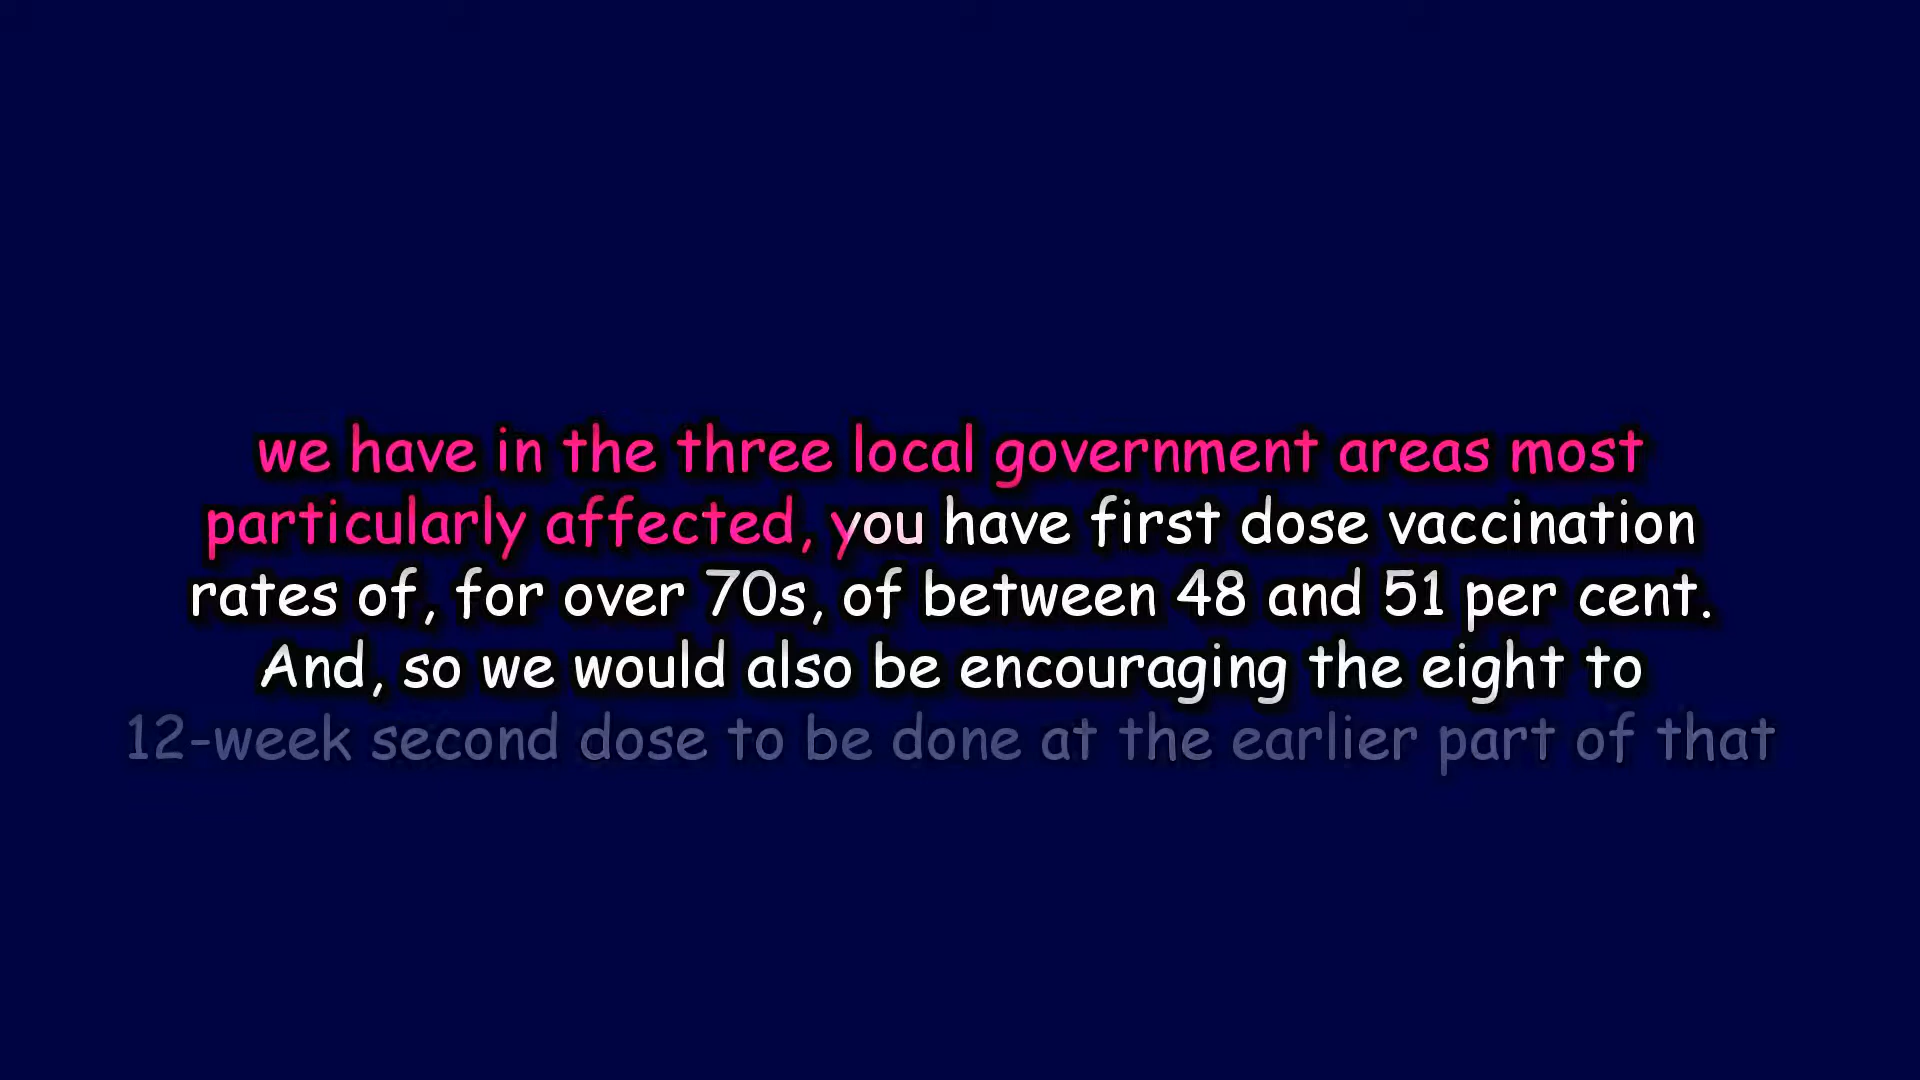 we have in the three local government areas most
particularly affected, you have first dose vaccination
rates of, for over 70s, of between 48 and 51 per cent.
And, so we would also be encouraging the eight to
12-week second dose to be done at the earlier part of that